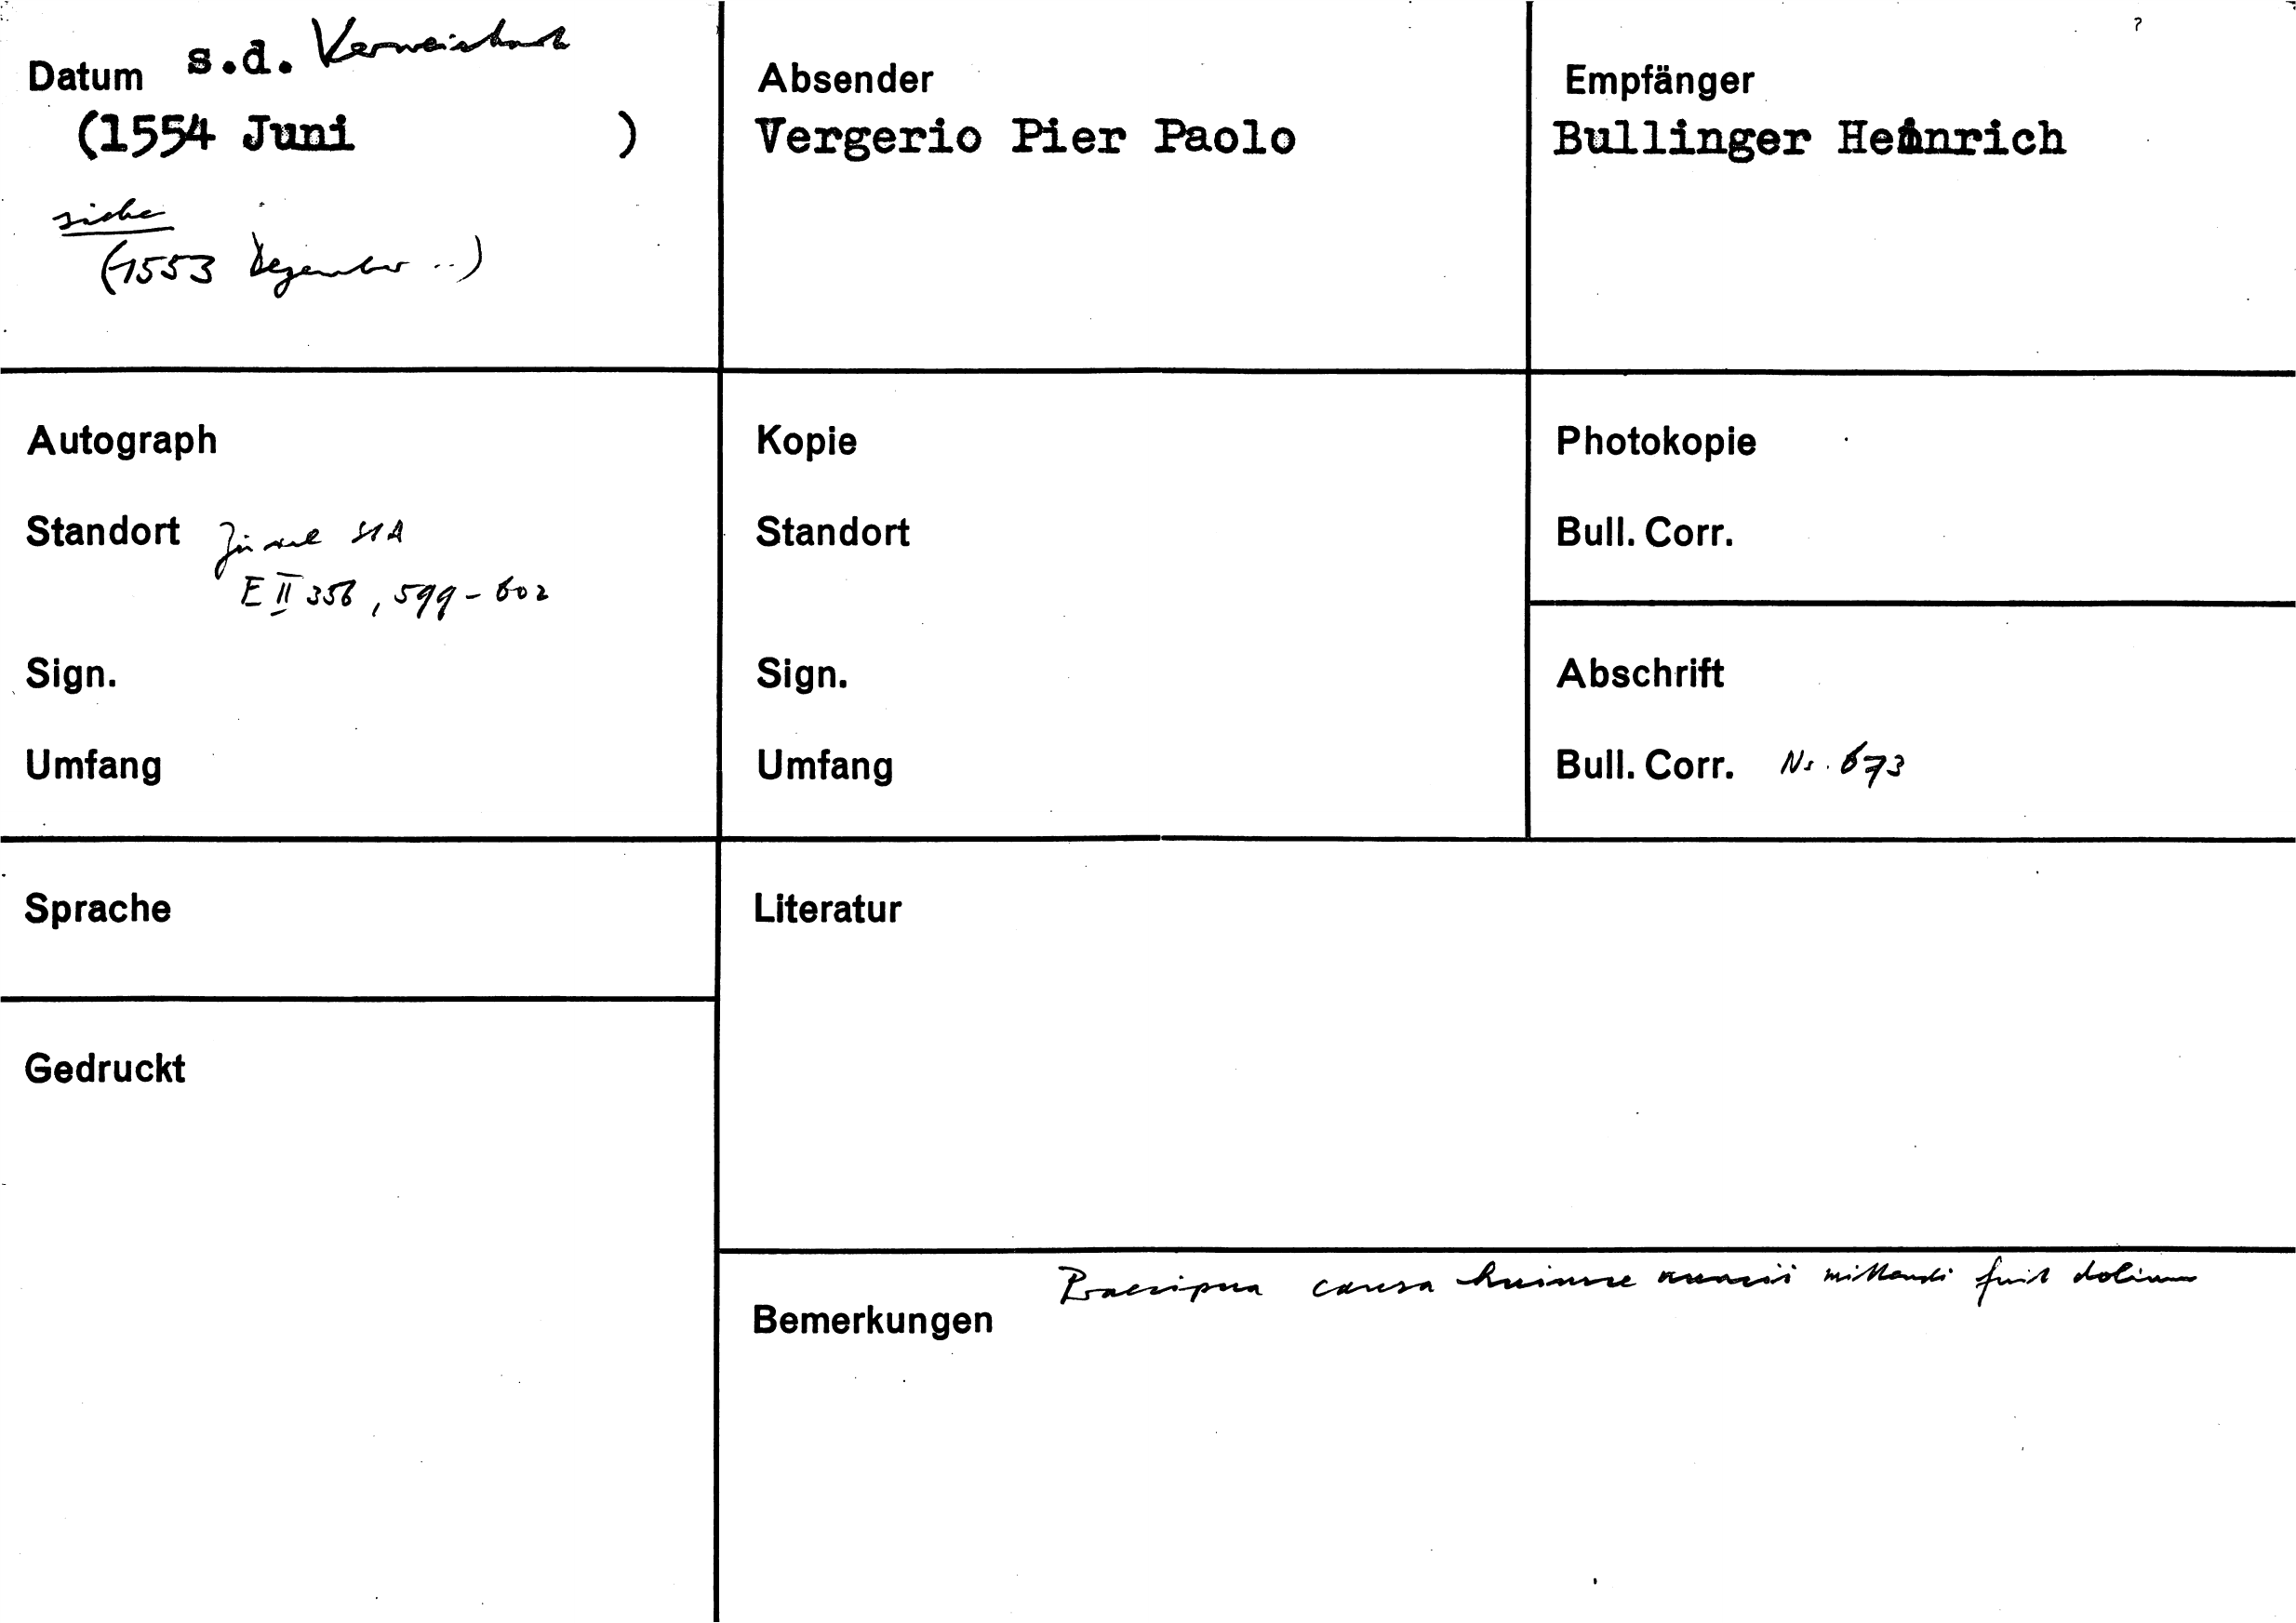 Datum s.d. Verweiskarte
(1554 Juni )
siehe
(1553 Dezember ..)
Absender
Vergerio Pier Paolo
?
Empfänger
Bullinger Heinrich
Autograph
Standort Zürich StA
E II 356, 599-602
Sign.
Umfang
Kopie
Standort
Sign.
Umfang
Photokopie
Bull. Corr.
Abschrift
Bull. Corr. Nr. 673
Sprache
Literatur
Gedruckt
Praecipua causa huiusce nuncii mittendi fuit
Bemerkungen